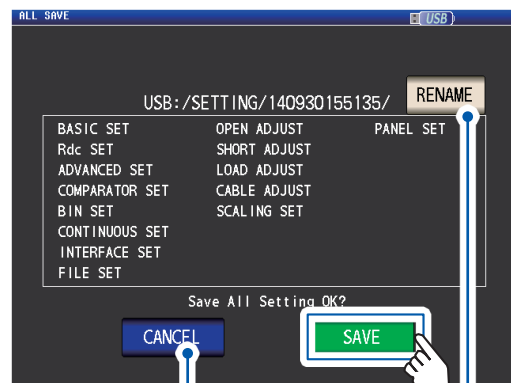 ALL SAVE
USB
USB:/SETTING/140930155135/
RENAME
BASIC SET OPEN ADJUST PANEL SET
Rdc SET SHORT ADJUST
ADVANCED SET LOAD ADJUST
COMPARATOR SET CABLE ADJUST
BIN SET SCALING SET
CONTINUOUS SET
INTERFACE SET
FILE SET
Save All Setting OK?
CANCEL SAVE